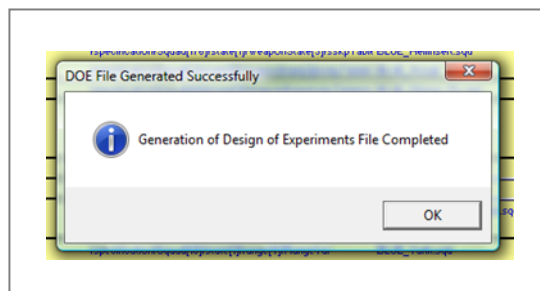 DOE File Generated Successfully
Generation of Design of Experiments File Completed
OK